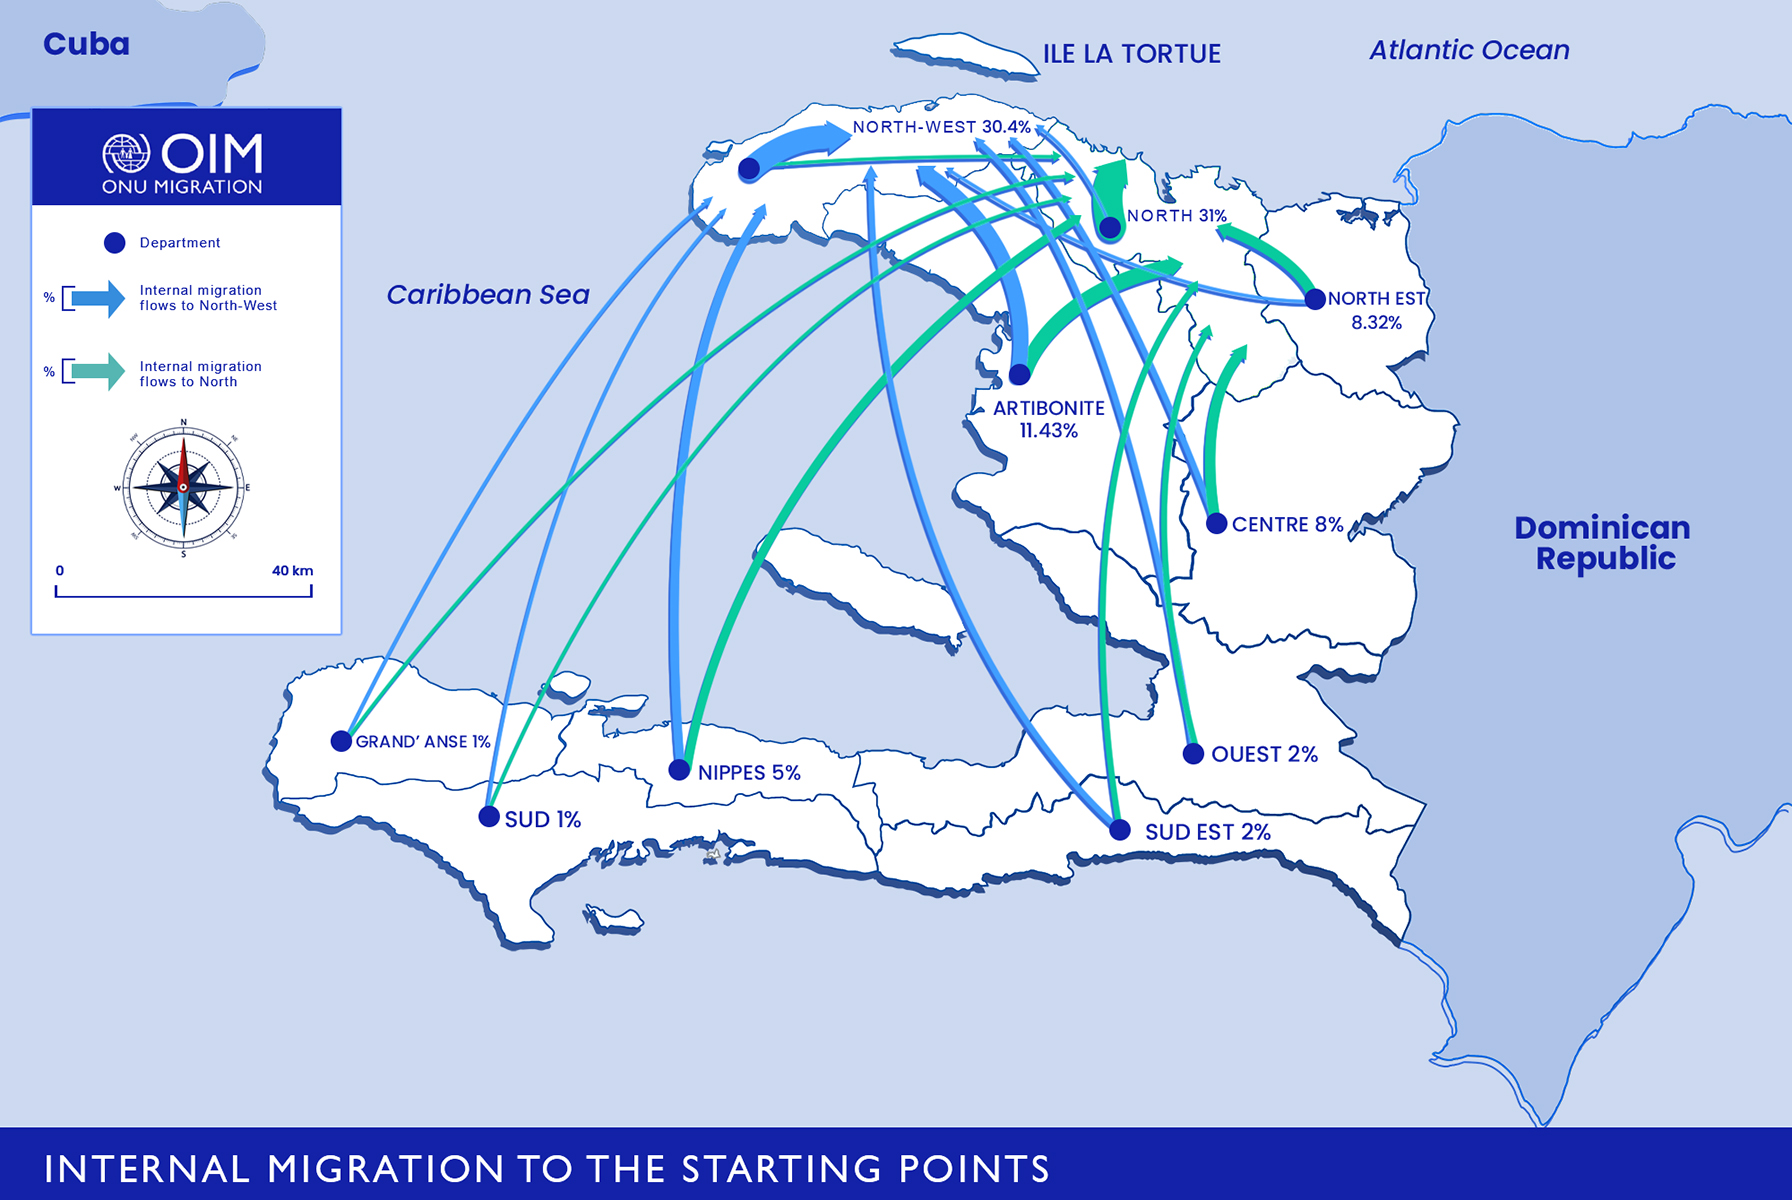 Cuba
ILE LA TORTUE
Atlantic Ocean
OIM
ONU MIGRATION
Department
%
Internal migration
flows to North-West
%
Internal migration
flows to North
N
NE
E
S
W
NW
0
40 km
NORTH-WEST 30.4%
NORTH 31%
Caribbean Sea
NORTH EST
8.32%
ARTIBONITE
11.43%
CENTRE 8%
Dominican
Republic
GRAND' ANSE 1%
NIPPES 5%
OUEST 2%
SUD 1%
SUD EST 2%
INTERNAL MIGRATION TO THE STARTING POINTS